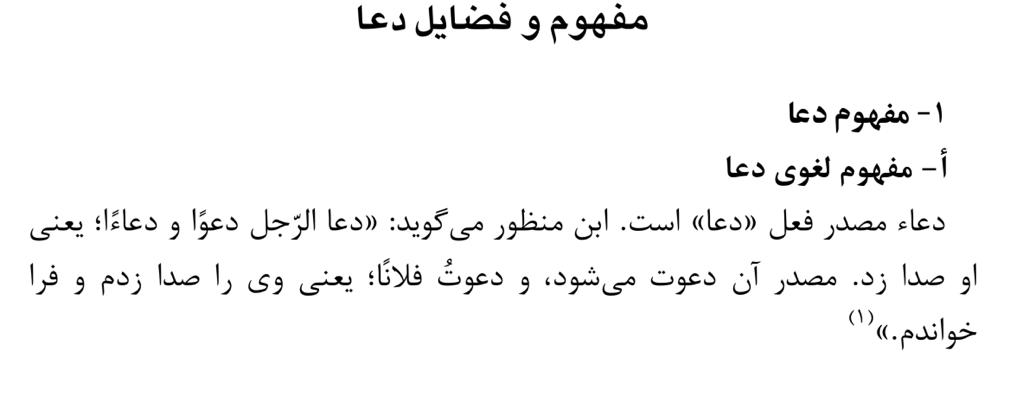 مفهوم و فضایل دعا
۱- مفهوم دعا
أ- مفهوم لغوی دعا
دعاء مصدر فعل «دعا» است. ابن منظور می‌گوید: «دعا الرّجل دعوًا و دعاءًا؛ یعنی
او صدا زد. مصدر آن دعوت می‌شود، و دعوتُ فلانًا؛ یعنی وی را صدا زدم و فرا
خواندم.»(۱)